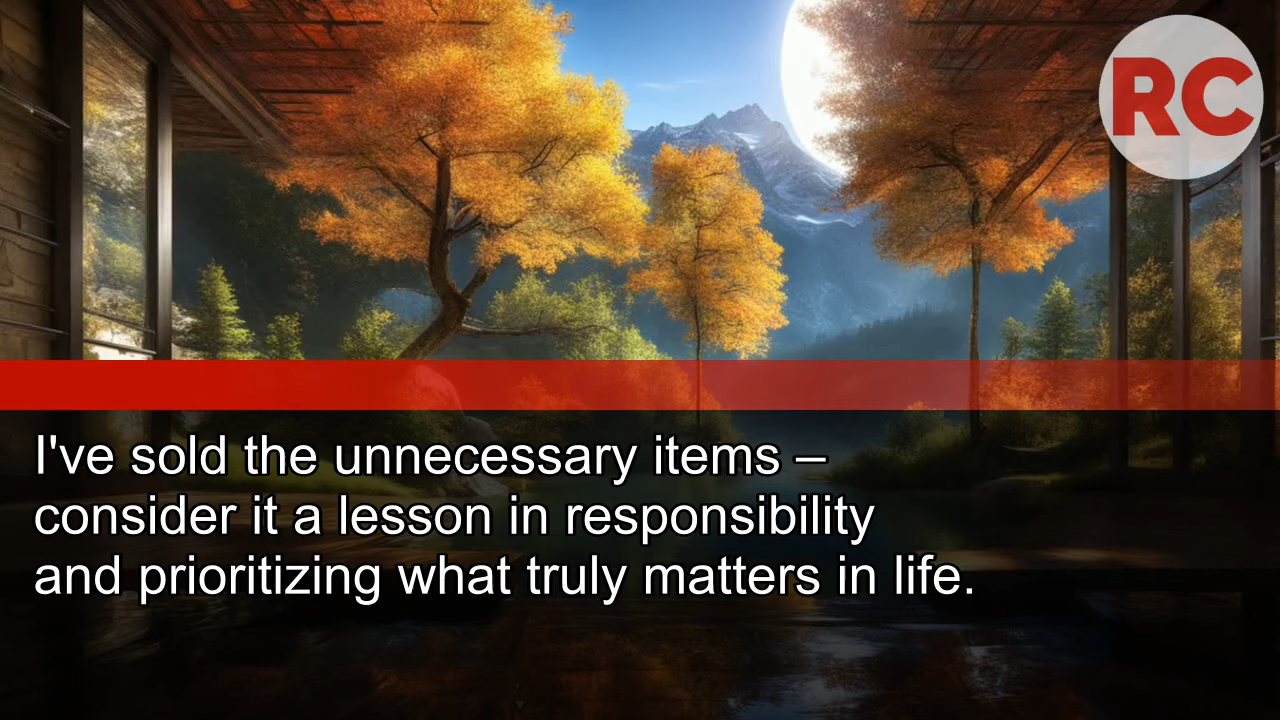 RC
I've sold the unnecessary items –
consider it a lesson in responsibility
and prioritizing what truly matters in life.